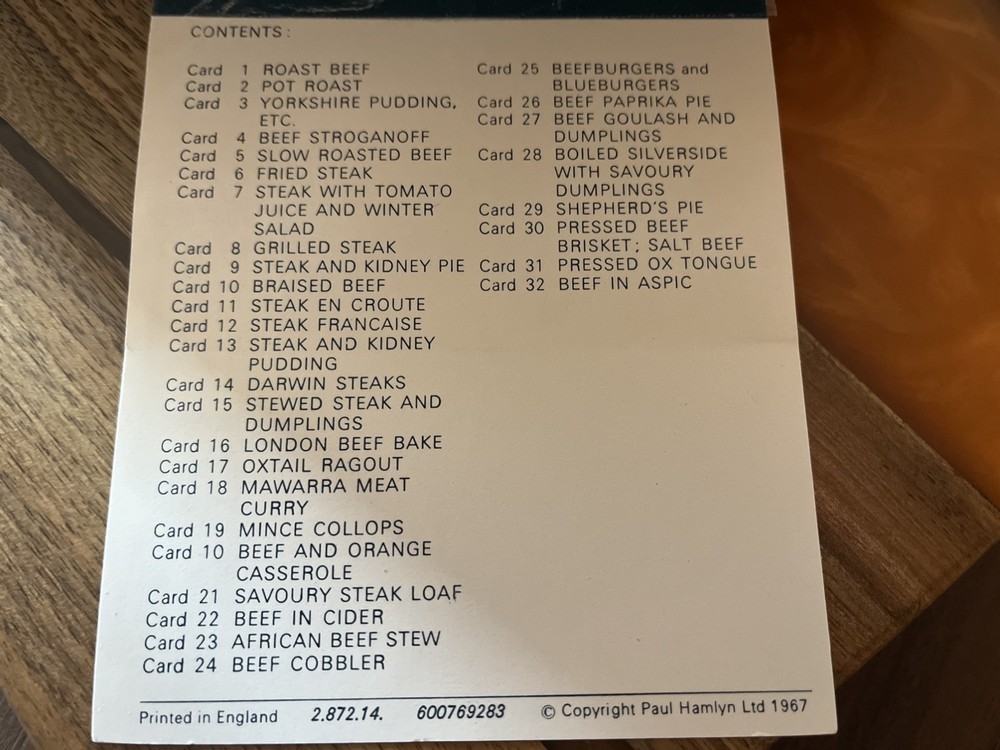 CONTENTS:
Card 1 ROAST BEEF
Card 2 POT ROAST
Card 3 YORKSHIRE PUDDING,
ETC.
Card 4 BEEF STROGANOFF
Card 5 SLOW ROASTED BEEF
Card 6 FRIED STEAK
Card 7 STEAK WITH TOMATO
JUICE AND WINTER
SALAD
Card 8 GRILLED STEAK
Card 9 STEAK AND KIDNEY PIE
Card 10 BRAISED BEEF
Card 11 STEAK EN CROUTE
Card 12 STEAK FRANCAISE
Card 13 STEAK AND KIDNEY
PUDDING
Card 14 DARWIN STEAKS
Card 15 STEWED STEAK AND
DUMPLINGS
Card 16 LONDON BEEF BAKE
Card 17 OXTAIL RAGOUT
Card 18 MAWARRA MEAT
CURRY
Card 19 MINCE COLLOPS
Card 10 BEEF AND ORANGE
CASSEROLE
Card 21 SAVOURY STEAK LOAF
Card 22 BEEF IN CIDER
Card 23 AFRICAN BEEF STEW
Card 24 BEEF COBBLER
Card 25 BEEFBURGERS and
BLUEBURGERS
Card 26 BEEF PAPRIKA PIE
Card 27 BEEF GOULASH AND
DUMPLINGS
Card 28 BOILED SILVERSIDE
WITH SAVOURY
DUMPLINGS
Card 29 SHEPHERD'S PIE
Card 30 PRESSED BEEF
BRISKET; SALT BEEF
Card 31 PRESSED OX TONGUE
Card 32 BEEF IN ASPIC
Printed in England 2.872.14. 600769283 © Copyright Paul Hamlyn Ltd 1967